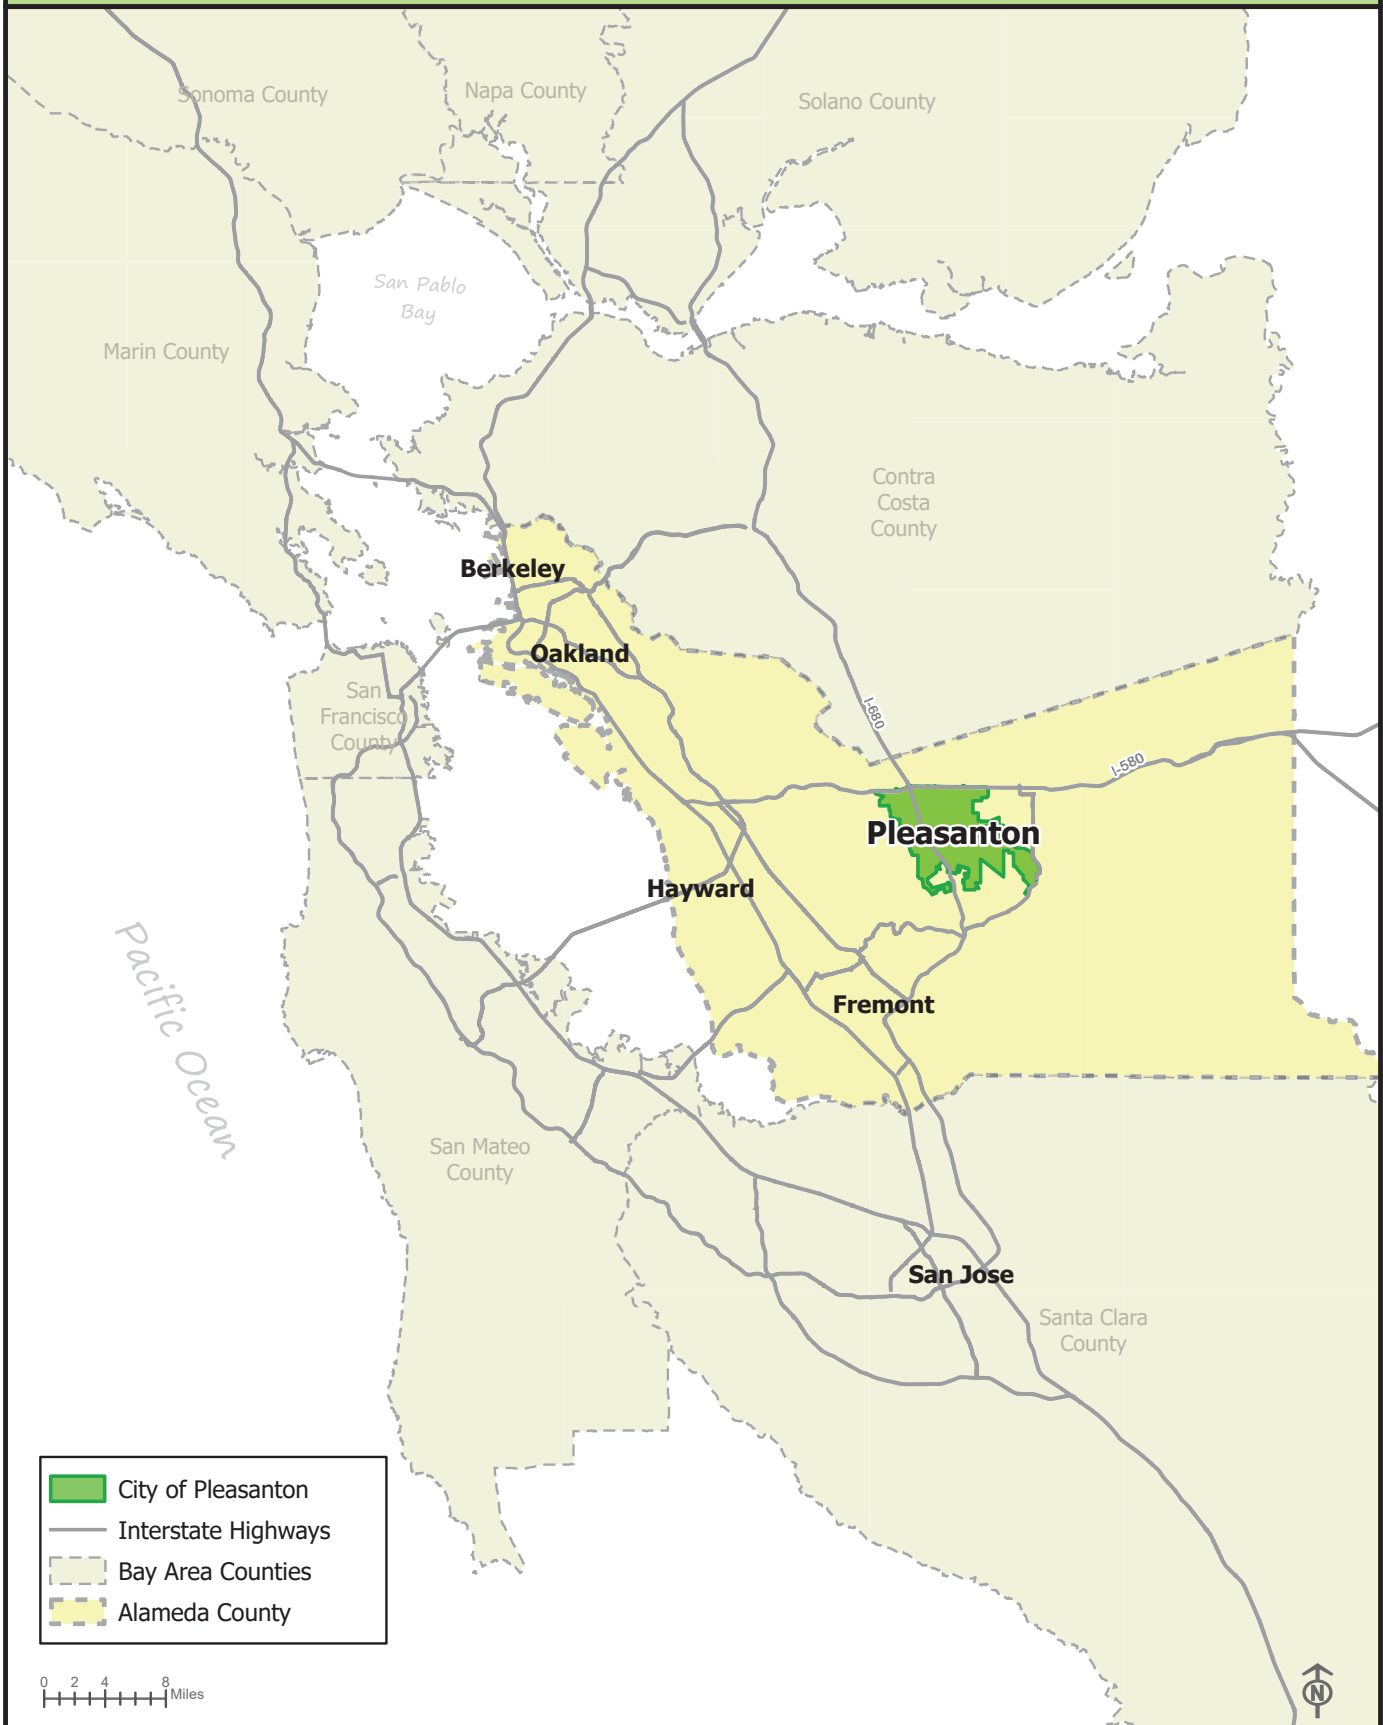 Sonoma County
Napa County
Solano County
San Pablo
Bay
Marin County
Contra
Costa
County
Berkeley
Oakland
San
Francisco
County
I-680
I-580
Pleasanton
Hayward
Pacific Ocean
Fremont
San Mateo
County
San Jose
Santa Clara
County
City of Pleasanton
Interstate Highways
Bay Area Counties
Alameda County
0 2 4 8
Miles
N